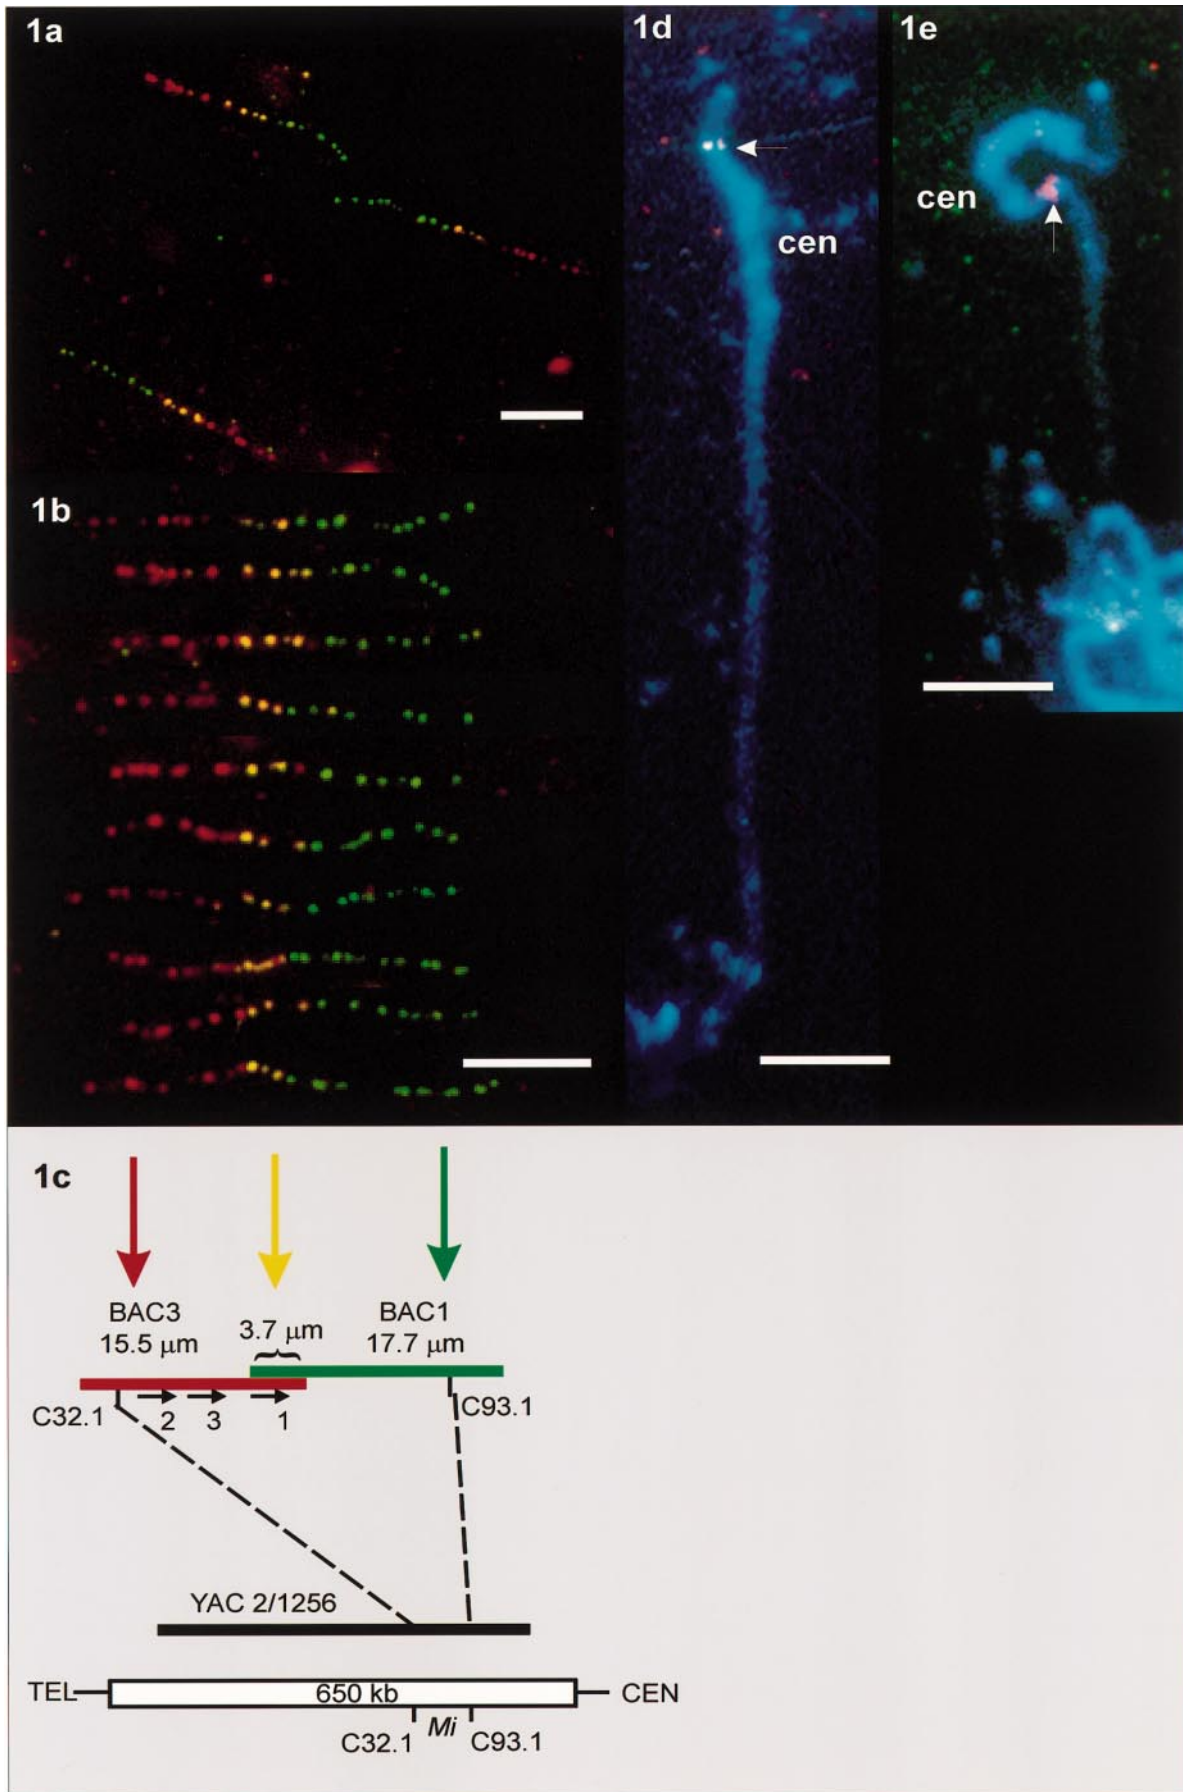 1a
1d
1e
cen
cen
1b
1c
BAC3
15.5 μm
3.7 μm
BAC1
17.7 μm
C32.1
2
3
1
C93.1
YAC 2/1256
TEL
650 kb
CEN
C32.1
Mi
C93.1